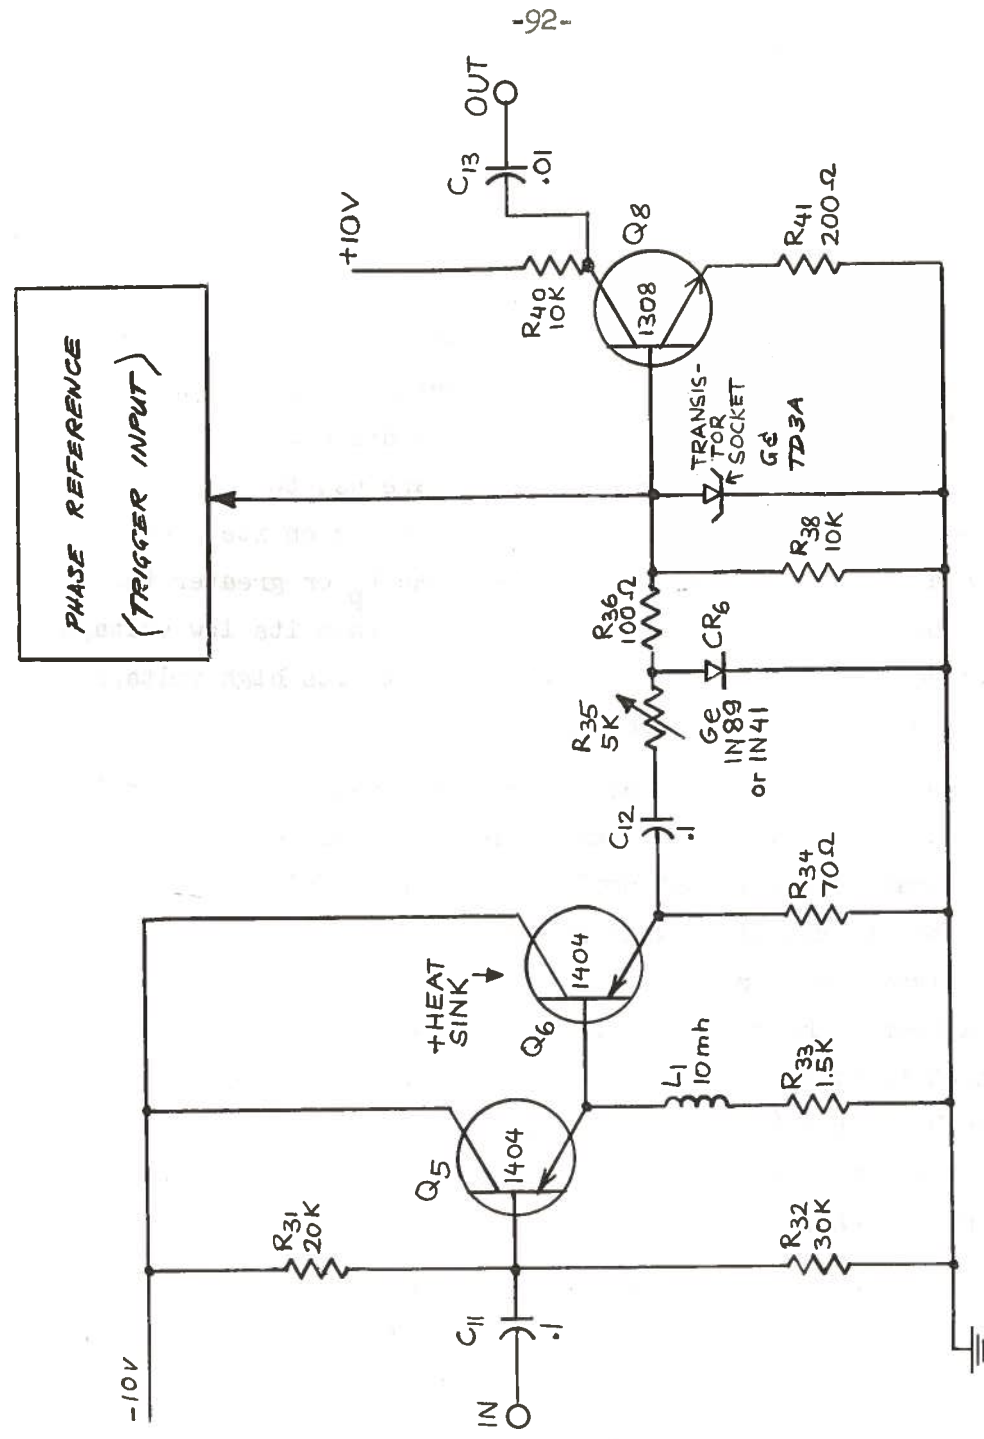 -92-
PHASE REFERENCE
(TRIGGER INPUT)
-10V
+10V
IN
C11
.1
R31
20K
R32
30K
Q5
1404
L1
10mh
R33
1.5K
+HEAT
SINK
Q6
1404
R34
70Ω
C12
.1
R35
5K
Ge
1N89
or 1N41
CR6
R36
100Ω
R38
10K
TRANSIS-
TOR
SOCKET
Ge
TD3A
R40
10K
Q8
1308
R41
200Ω
C13
.01
OUT